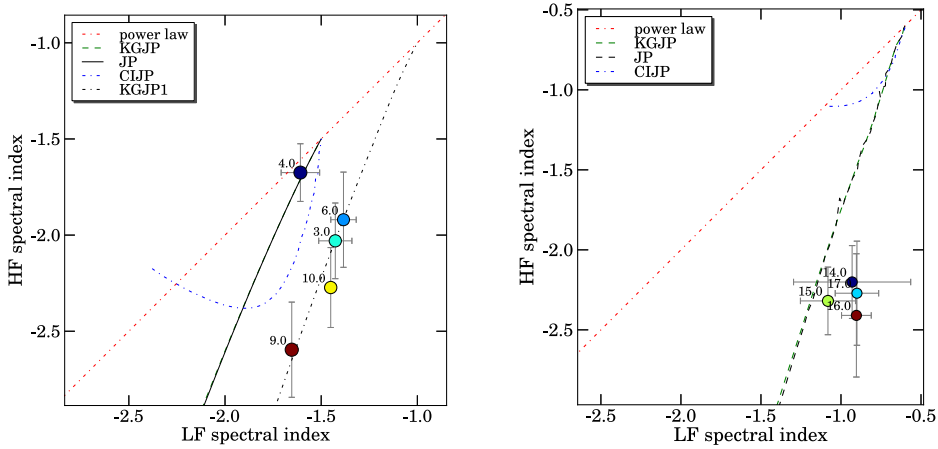 power law
KGJP
JP
CIJP
KGJP1
-1.0
-1.5
-2.0
-2.5
HF spectral index
4.0
6.0
3.0
10.0
9.0
-2.5
-2.0
-1.5
-1.0
LF spectral index
power law
KGJP
JP
CIJP
-0.5
-1.0
-1.5
-2.0
-2.5
HF spectral index
14.0
17.0
15.0
16.0
-2.5
-2.0
-1.5
-1.0
-0.5
LF spectral index